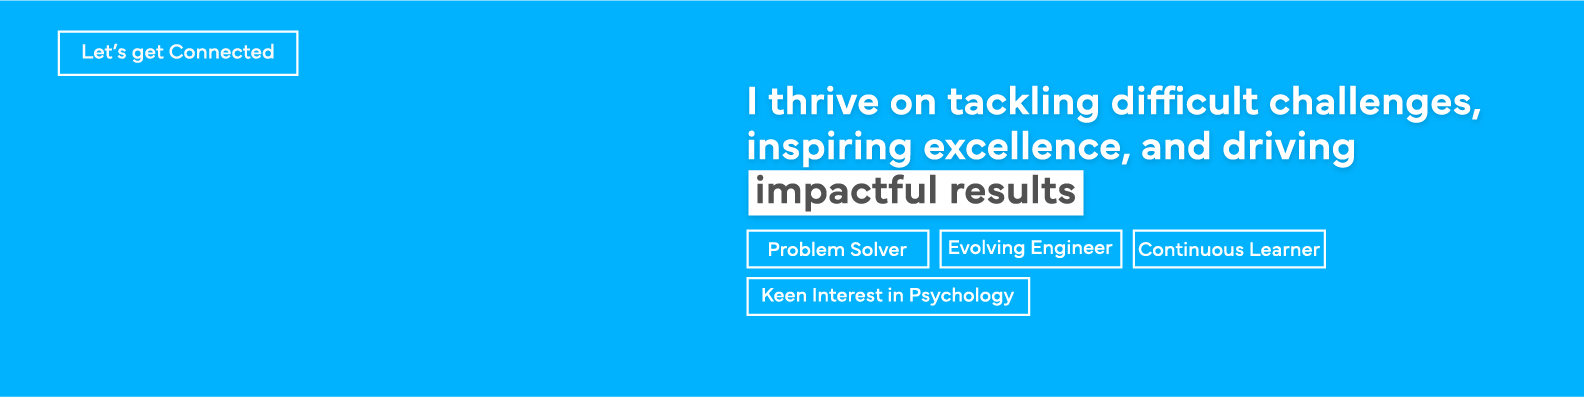 Let’s get Connected
I thrive on tackling difficult challenges,
inspiring excellence, and driving
impactful results
Problem Solver
Evolving Engineer
Continuous Learner
Keen Interest in Psychology